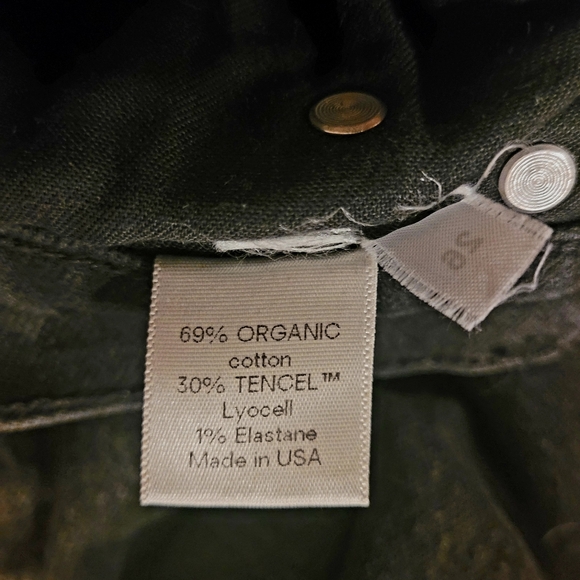 69% ORGANIC
cotton
30% TENCEL™
Lyocell
1% Elastane
Made in USA